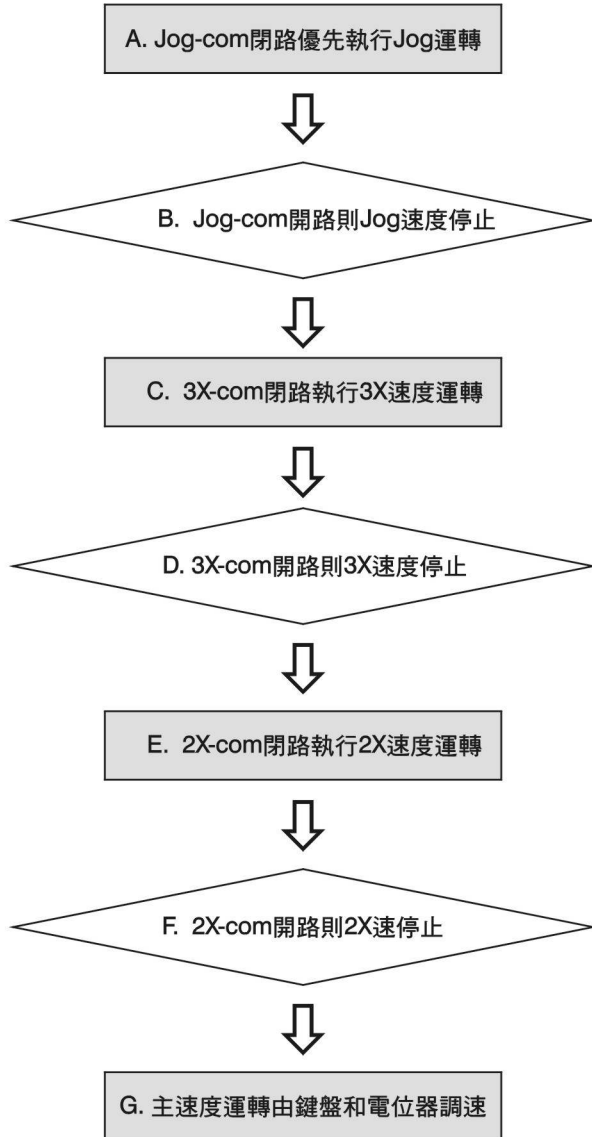 A. Jog-com閉路優先執行Jog運轉
B. Jog-com開路則Jog速度停止
C. 3X-com閉路執行3X速度運轉
D. 3X-com開路則3X速度停止
E. 2X-com閉路執行2X速度運轉
F. 2X-com開路則2X速停止
G. 主速度運轉由鍵盤和電位器調速